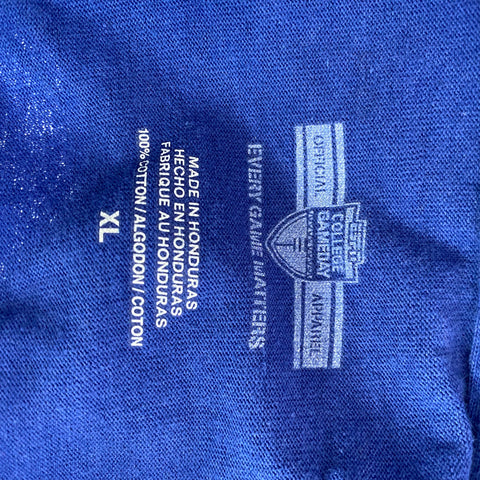 OFFICIAL
ESPN
COLLEGE
GAMEDAY
APPAREL
EVERY GAME MATTERS
MADE IN HONDURAS
HECHO EN HONDURAS
FABRIQUE AU HONDURAS
100% COTTON / ALGODON / COTON
XL